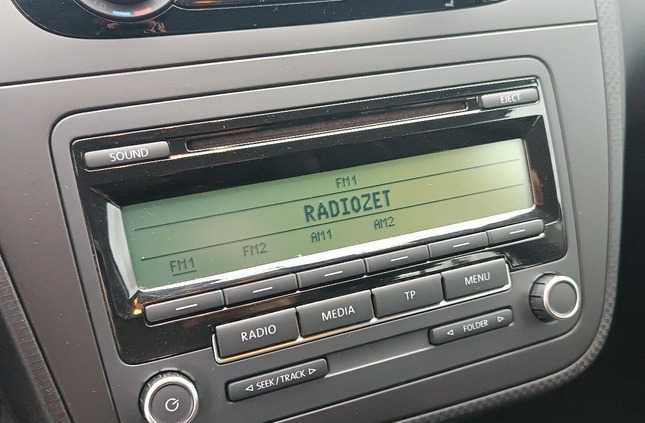 EJECT
SOUND
FM1
RADIOZET
FM1 FM2 AM1 AM2
RADIO MEDIA TP MENU
SEEK / TRACK FOLDER